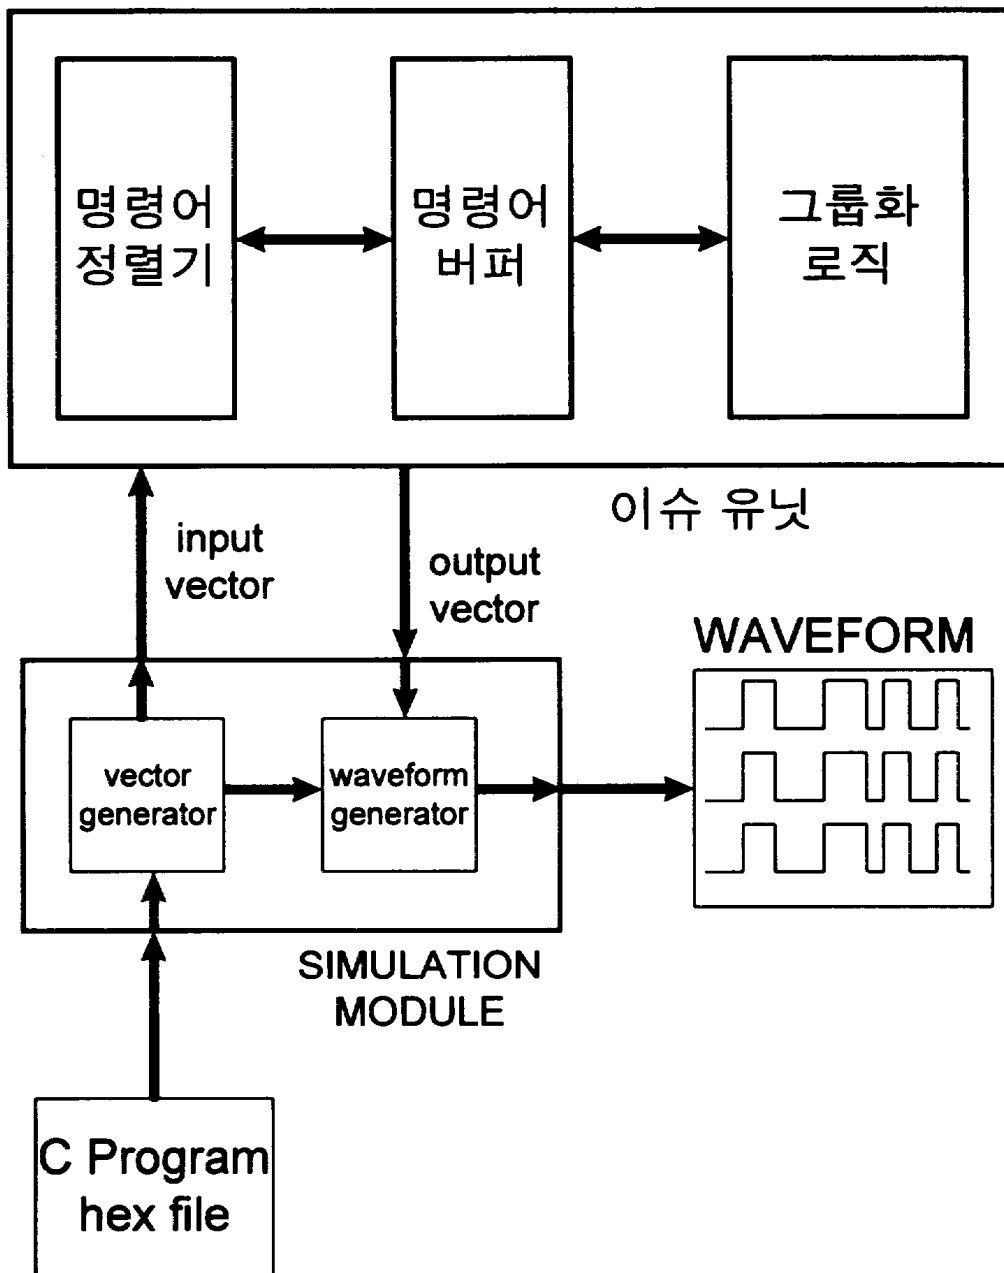 명령어
정렬기
명령어
버퍼
그룹화
로직
이슈 유닛
input
vector
output
vector
WAVEFORM
vector
generator
waveform
generator
SIMULATION
MODULE
C Program
hex file